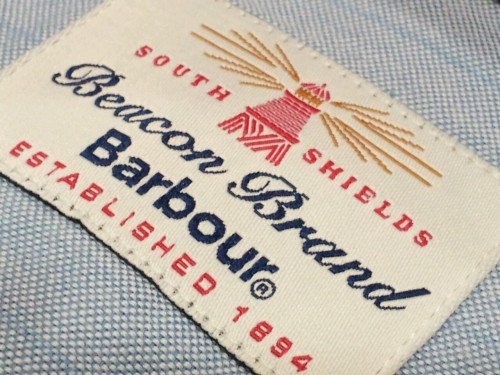 SOUTH SHIELDS
Beacon Brand
Barbour®
ESTABLISHED 1894